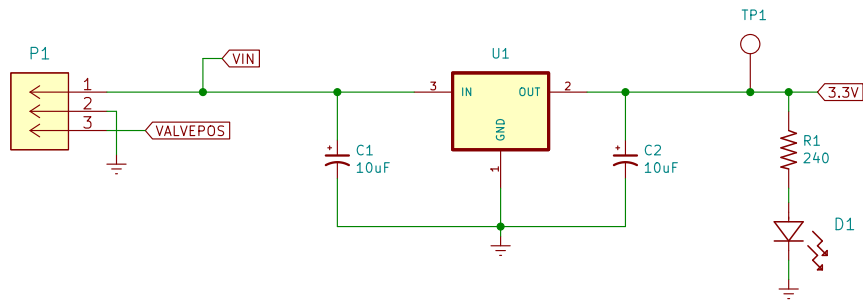 TP1
P1
U1
VIN
1
2
3
VALVEPOS
3
IN
OUT
GND
1
2
3.3V
C1
10uF
C2
10uF
R1
240
D1